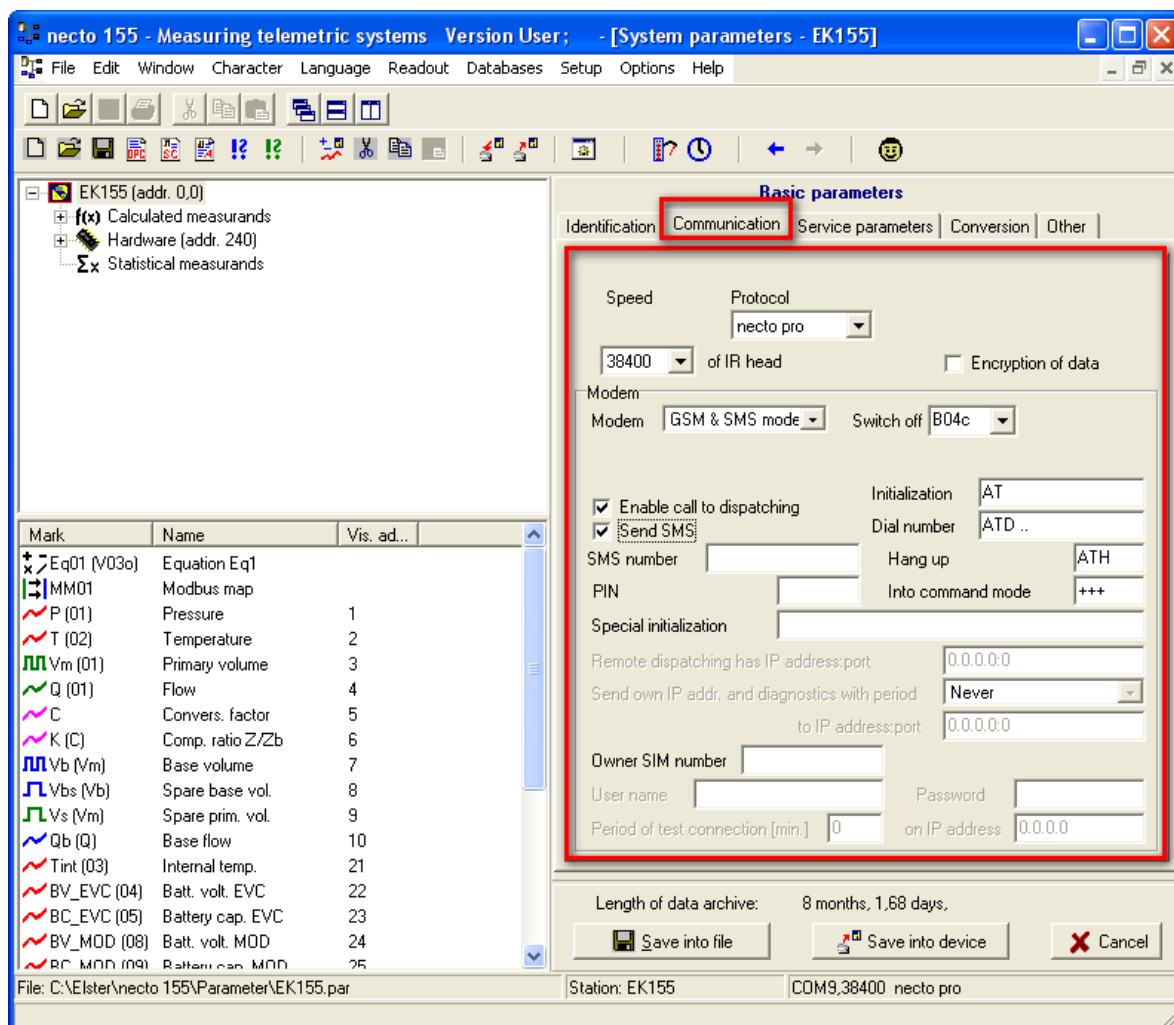 necto 155 - Measuring telemetric systems   Version User;    - [System parameters - EK155]
File Edit Window Character Language Readout Databases Setup Options Help
EK155 (addr. 0,0)
f(x) Calculated measurands
Hardware (addr. 240)
Σx Statistical measurands
Mark Name Vis. ad...
Eq01 (V03o) Equation Eq1
MM01 Modbus map
P (01) Pressure 1
T (02) Temperature 2
Vm (01) Primary volume 3
Q (01) Flow 4
C Convers. factor 5
K (C) Comp. ratio Z/Zb 6
Vb (Vm) Base volume 7
Vbs (Vb) Spare base vol. 8
Vs (Vm) Spare prim. vol. 9
Qb (Q) Base flow 10
Tint (03) Internal temp. 21
BV_EVC (04) Batt. volt. EVC 22
BC_EVC (05) Battery cap. EVC 23
BV_MOD (08) Batt. volt. MOD 24
BC_MOD (09) Battery cap. MOD 25
Basic parameters
Identification Communication Service parameters Conversion Other
Speed Protocol
necto pro
38400 of IR head Encryption of data
Modem
Modem GSM & SMS mode Switch off B04c
Initialization AT
Enable call to dispatching
Dial number ATD ..
Send SMS
SMS number Hang up ATH
PIN Into command mode +++
Special initialization
Remote dispatching has IP address:port 0.0.0.0:0
Send own IP addr. and diagnostics with period Never
to IP address:port 0.0.0.0:0
Owner SIM number
User name Password
Period of test connection [min.] 0 on IP address 0.0.0.0
Length of data archive: 8 months, 1,68 days,
Save into file Save into device Cancel
File: C:\Elster\necto 155\Parameter\EK155.par Station: EK155 COM9,38400 necto pro